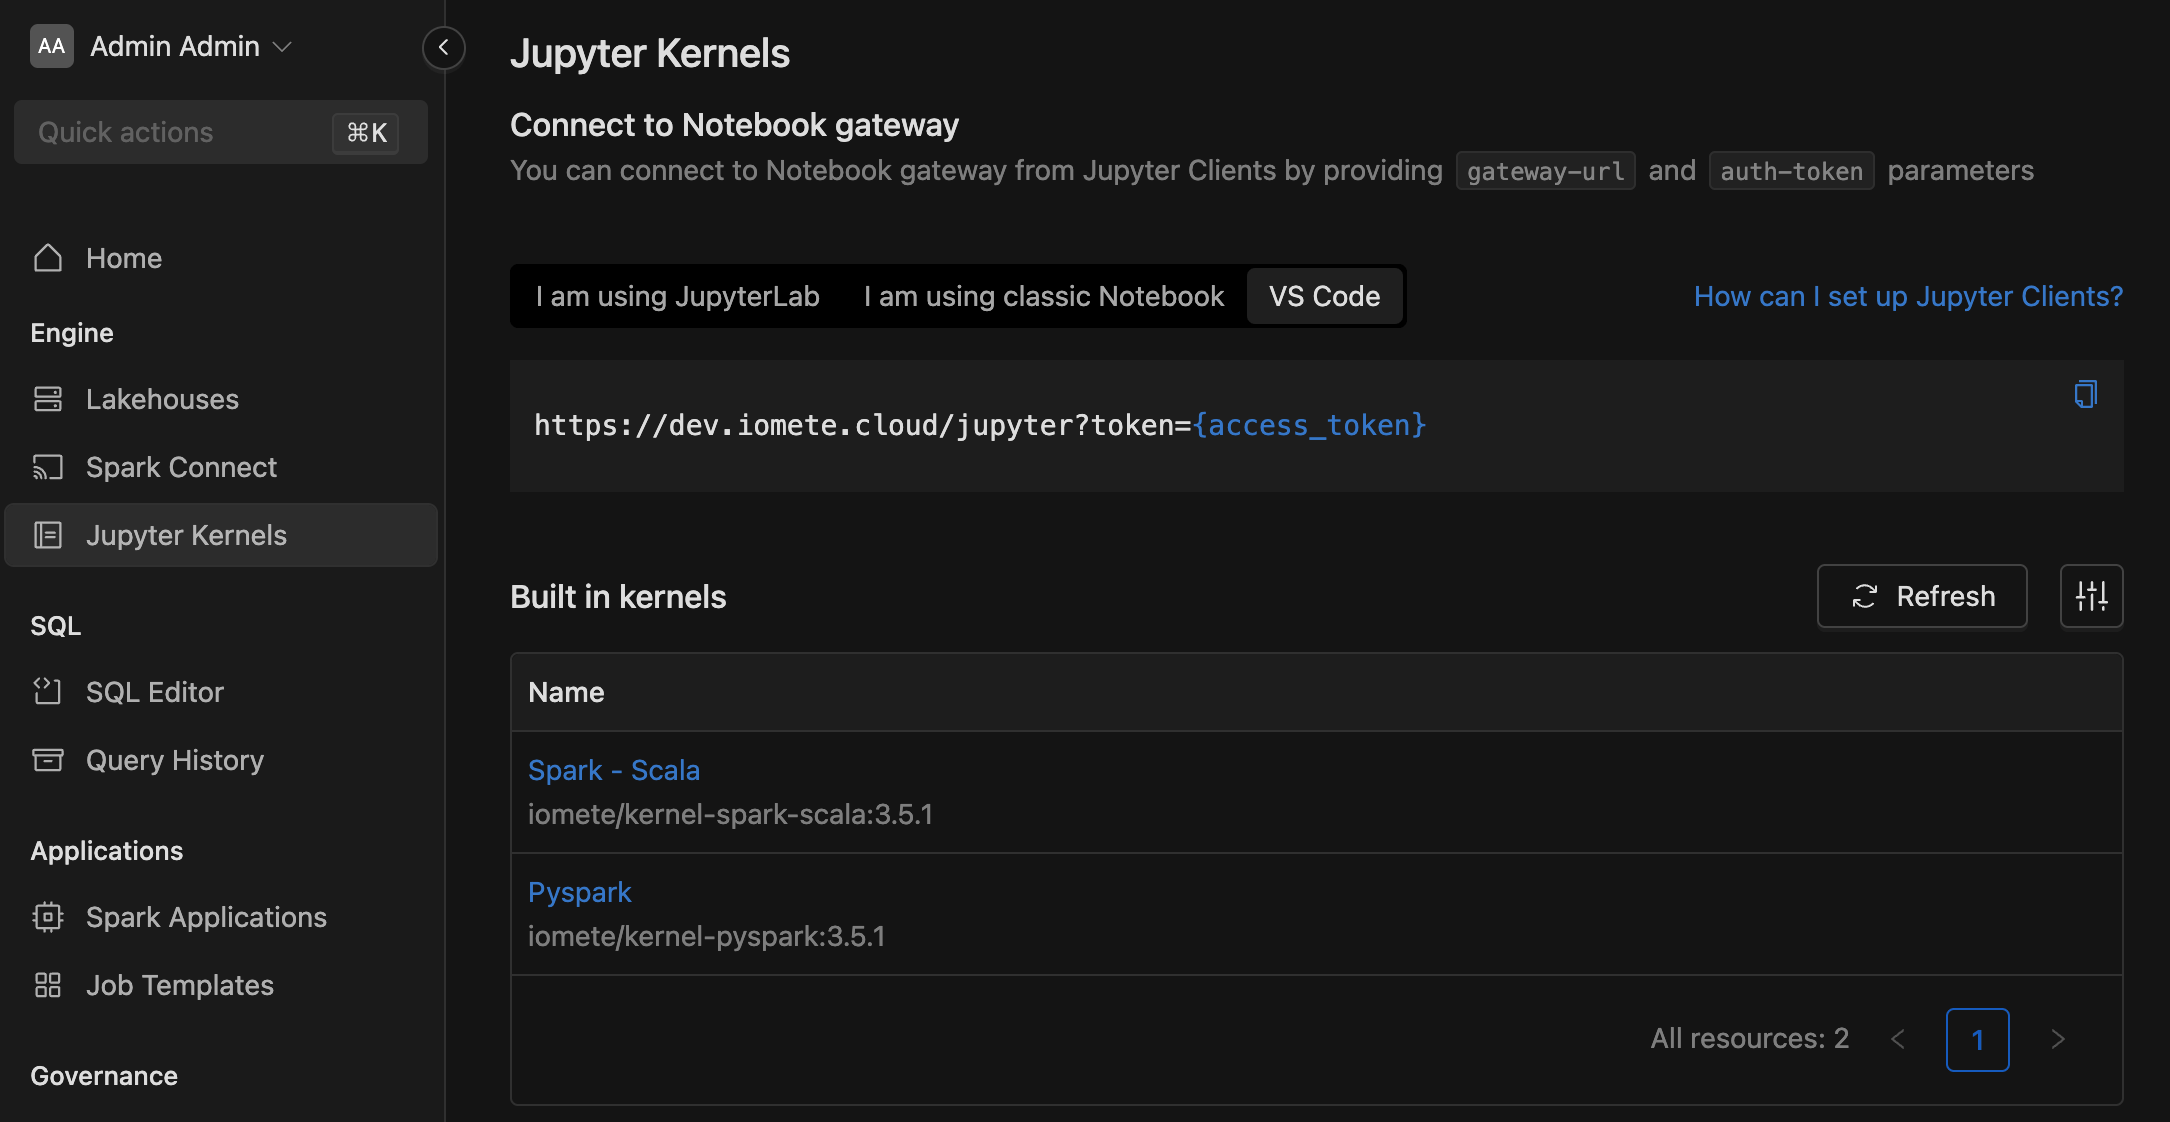 AA Admin Admin
Quick actions ⌘K
Home
Engine
Lakehouses
Spark Connect
Jupyter Kernels
SQL
SQL Editor
Query History
Applications
Spark Applications
Job Templates
Governance
Jupyter Kernels
Connect to Notebook gateway
You can connect to Notebook gateway from Jupyter Clients by providing gateway-url and auth-token parameters
I am using JupyterLab I am using classic Notebook VS Code
How can I set up Jupyter Clients?
https://dev.iomete.cloud/jupyter?token={access_token}
Built in kernels
Refresh
Name
Spark - Scala
iomete/kernel-spark-scala:3.5.1
Pyspark
iomete/kernel-pyspark:3.5.1
All resources: 2 < 1 >